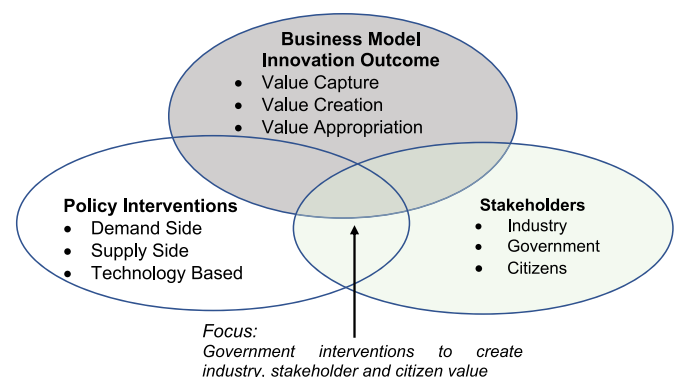 Business Model
Innovation Outcome
• Value Capture
• Value Creation
• Value Appropriation
Policy Interventions
• Demand Side
• Supply Side
• Technology Based
Stakeholders
• Industry
• Government
• Citizens
Focus:
Government interventions to create
industry, stakeholder and citizen value